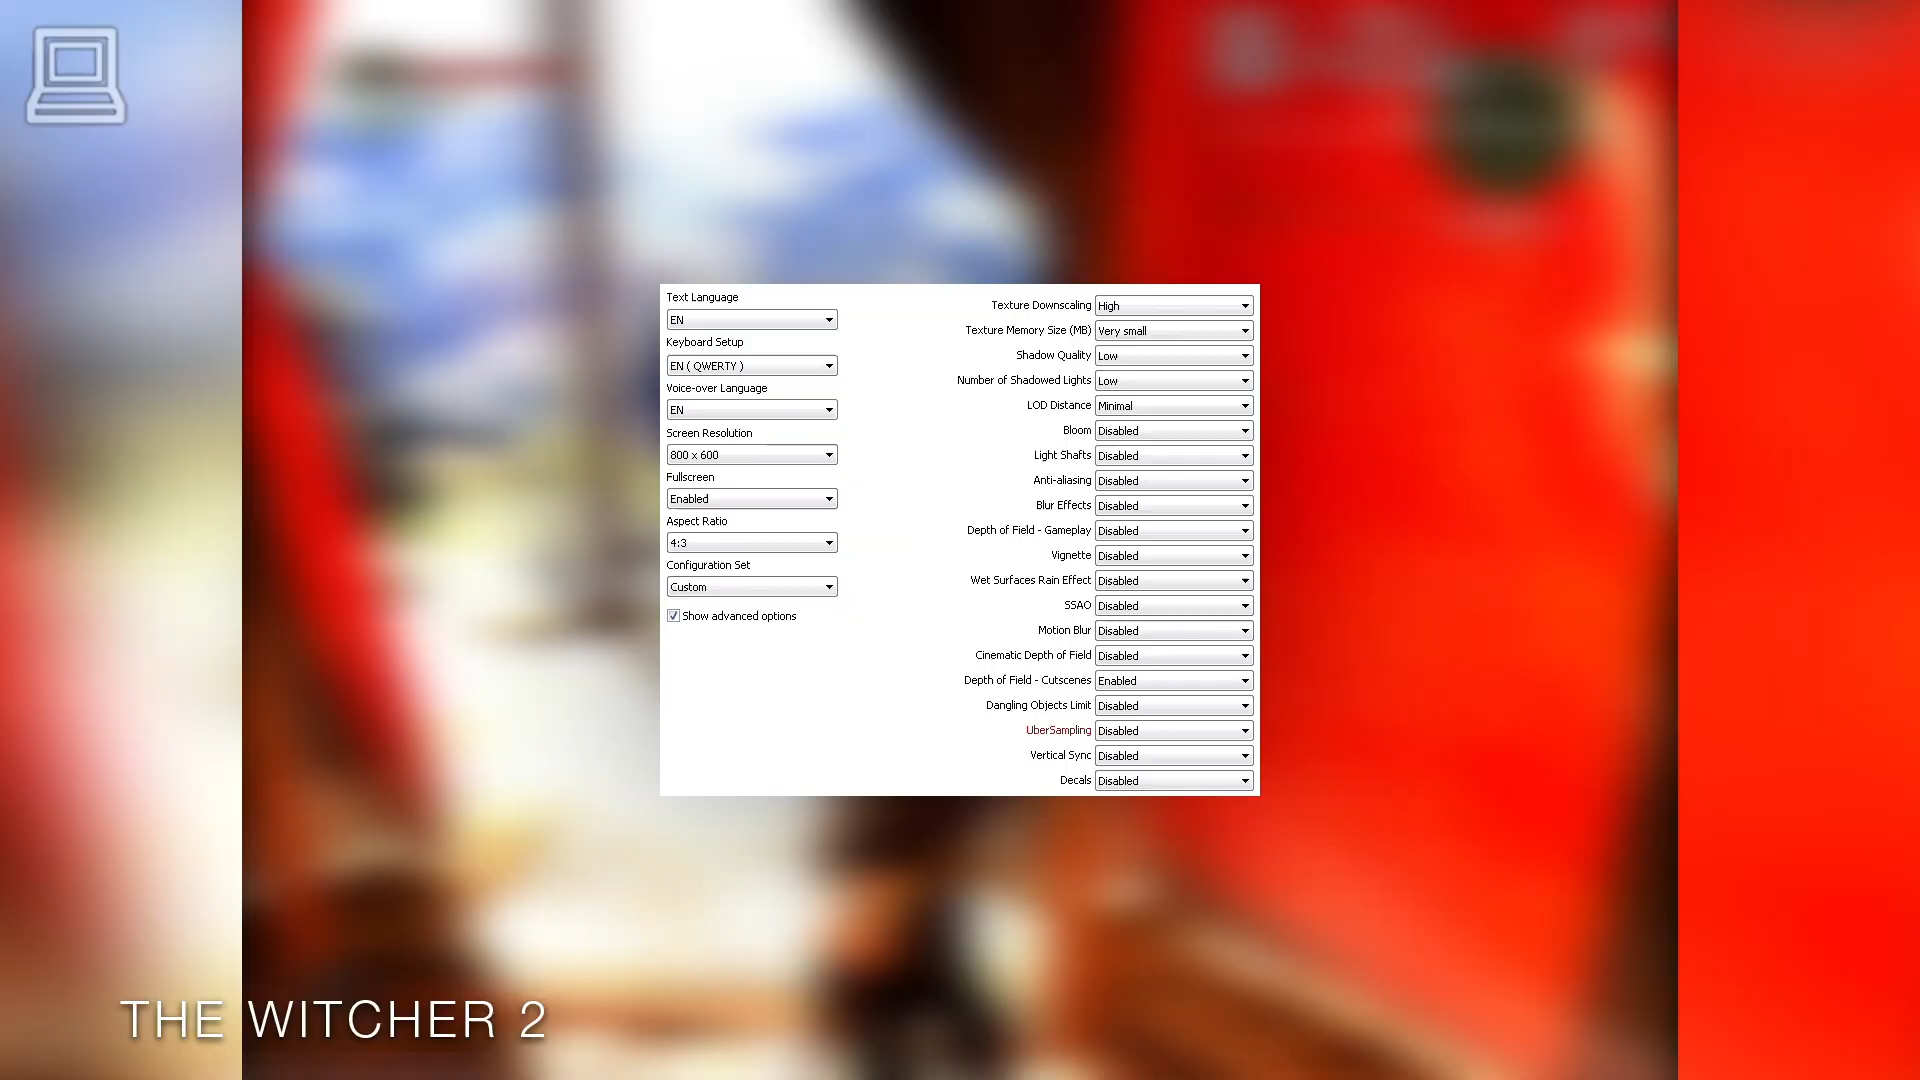 Text Language
EN
Keyboard Setup
EN ( QWERTY )
Voice-over Language
EN
Screen Resolution
800 x 600
Fullscreen
Enabled
Aspect Ratio
4:3
Configuration Set
Custom
Show advanced options
Texture Downscaling High
Texture Memory Size (MB) Very small
Shadow Quality Low
Number of Shadowed Lights Low
LOD Distance Minimal
Bloom Disabled
Light Shafts Disabled
Anti-aliasing Disabled
Blur Effects Disabled
Depth of Field - Gameplay Disabled
Vignette Disabled
Wet Surfaces Rain Effect Disabled
SSAO Disabled
Motion Blur Disabled
Cinematic Depth of Field Disabled
Depth of Field - Cutscenes Enabled
Dangling Objects Limit Disabled
UberSampling Disabled
Vertical Sync Disabled
Decals Disabled
THE WITCHER 2